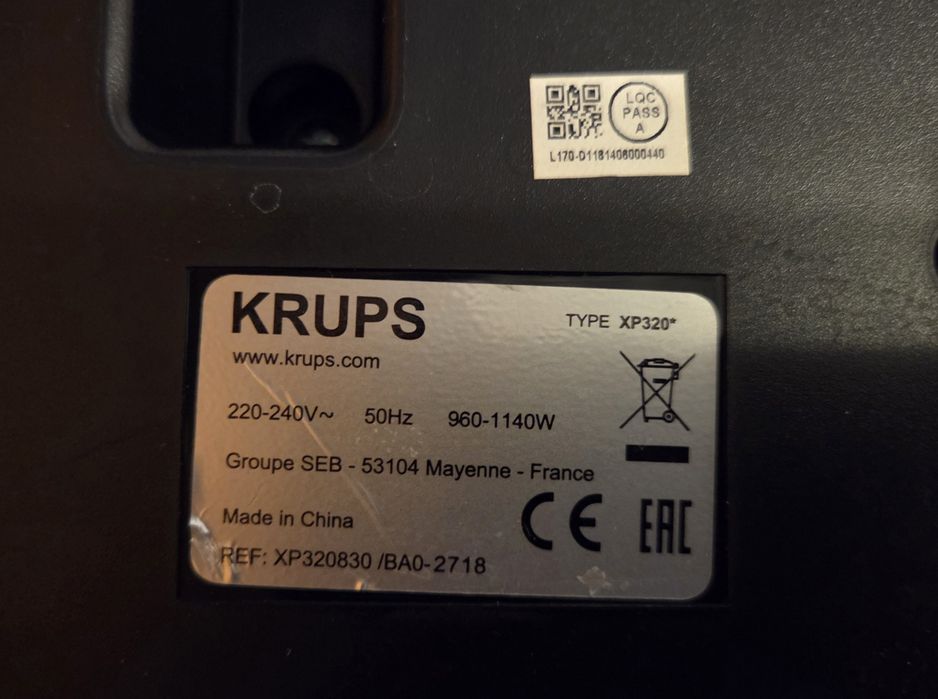 LQC
PASS
A
L170-D1181408000440
KRUPS
TYPE XP320*
www.krups.com
220-240V~ 50Hz 960-1140W
Groupe SEB - 53104 Mayenne - France
Made in China
CE EAC
REF: XP320830 /BA0-2718